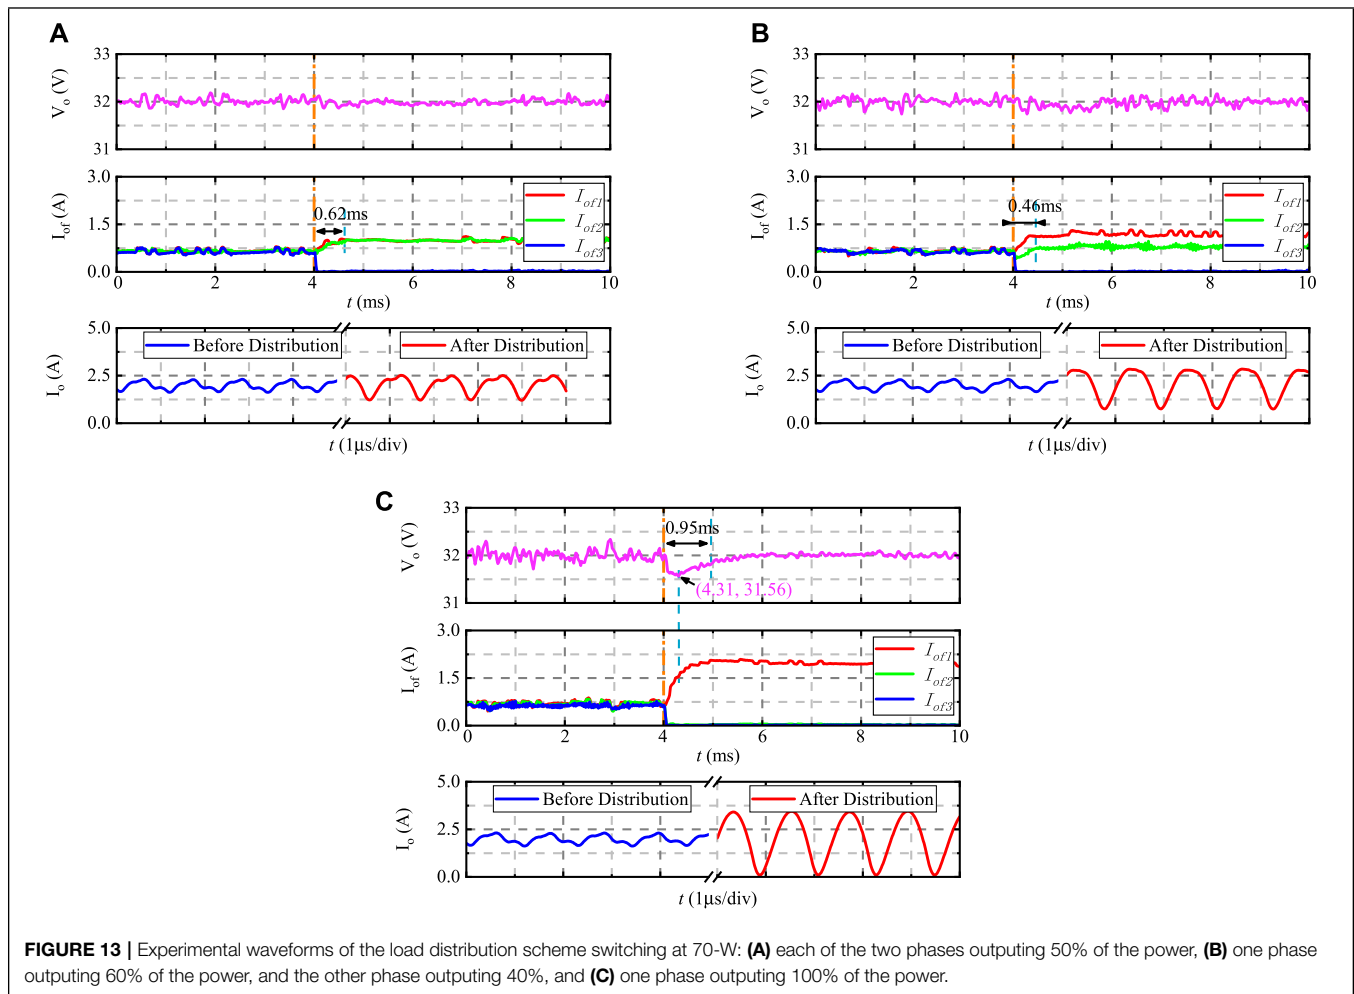 A
33
32
31
V_o (V)
3.0
1.5
0.0
I_of (A)
0.62ms
I_of1
I_of2
I_of3
0 2 4 6 8 10
t (ms)
5.0
2.5
0.0
I_o (A)
Before Distribution
After Distribution
t (1μs/div)
B
33
32
31
V_o (V)
3.0
1.5
0.0
I_of (A)
0.46ms
I_of1
I_of2
I_of3
0 2 4 6 8 10
t (ms)
5.0
2.5
0.0
I_o (A)
Before Distribution
After Distribution
t (1μs/div)
C
33
32
31
V_o (V)
0.95ms
(4.31, 31.56)
3.0
1.5
0.0
I_of (A)
I_of1
I_of2
I_of3
0 2 4 6 8 10
t (ms)
5.0
2.5
0.0
I_o (A)
Before Distribution
After Distribution
t (1μs/div)
FIGURE 13 | Experimental waveforms of the load distribution scheme switching at 70-W: (A) each of the two phases outputing 50% of the power, (B) one phase
outputing 60% of the power, and the other phase outputing 40%, and (C) one phase outputing 100% of the power.